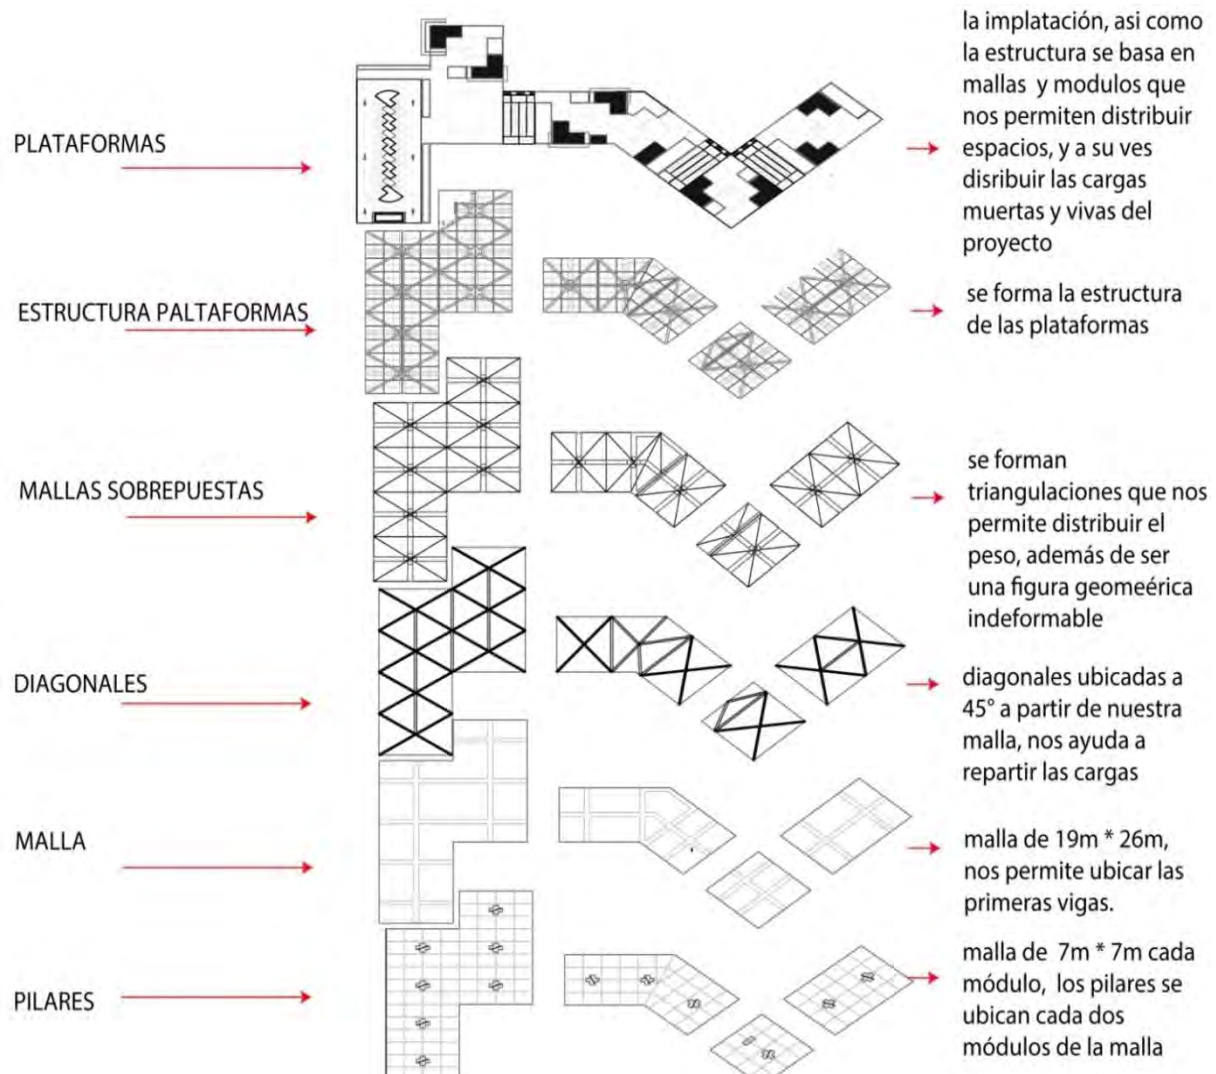 PLATAFORMAS
la implatación, asi como
la estructura se basa en
mallas y modulos que
nos permiten distribuir
espacios, y a su ves
disribuir las cargas
muertas y vivas del
proyecto
ESTRUCTURA PALTAFORMAS
se forma la estructura
de las plataformas
MALLAS SOBREPUESTAS
se forman
triangulaciones que nos
permite distribuir el
peso, además de ser
una figura geomeérica
indeformable
DIAGONALES
diagonales ubicadas a
45° a partir de nuestra
malla, nos ayuda a
repartir las cargas
MALLA
malla de 19m * 26m,
nos permite ubicar las
primeras vigas.
PILARES
malla de 7m * 7m cada
módulo, los pilares se
ubican cada dos
módulos de la malla